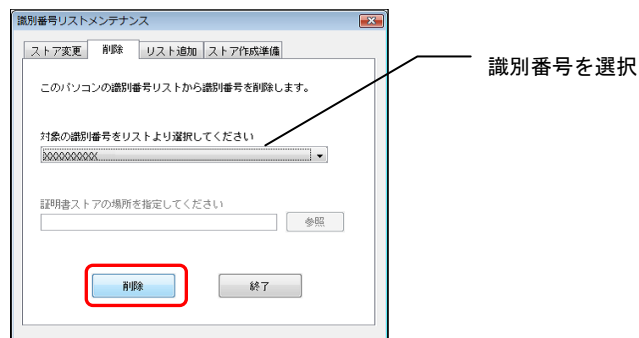 識別番号リストメンテナンス
ストア変更 削除 リスト追加 ストア作成準備
このパソコンの識別番号リストから識別番号を削除します。
識別番号を選択
対象の識別番号をリストより選択してください
XXXXXXXXX
証明書ストアの場所を指定してください
参照
削除 終了